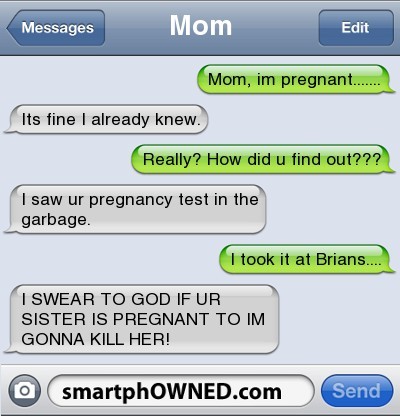 Messages
Mom
Edit
Mom, im pregnant.......
Its fine I already knew.
Really? How did u find out???
I saw ur pregnancy test in the
garbage.
I took it at Brians....
I SWEAR TO GOD IF UR
SISTER IS PREGNANT TO IM
GONNA KILL HER!
smartphOWNED.com
Send